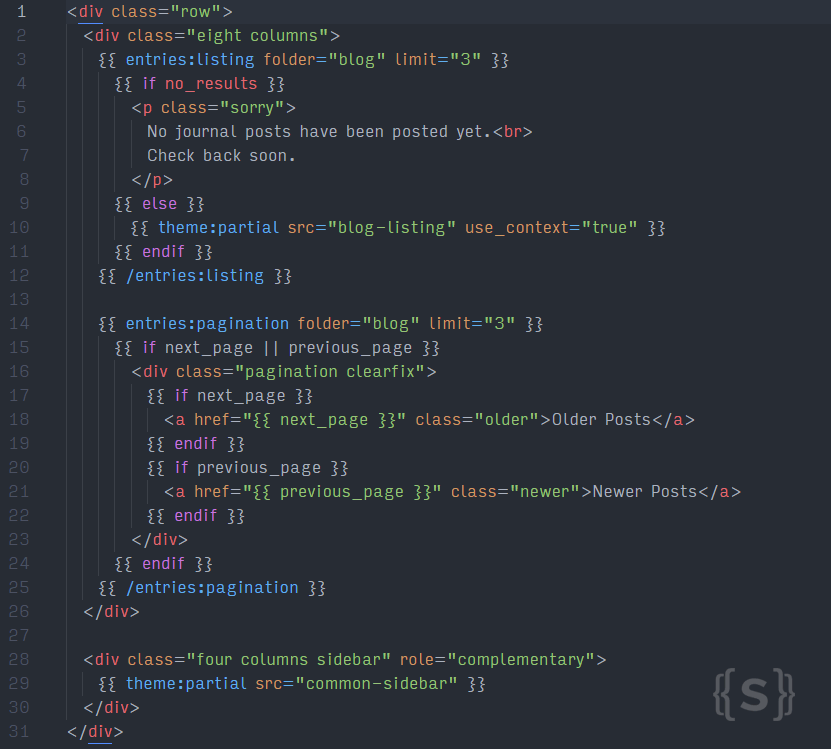 1 <div class="row">
2 <div class="eight columns">
3 {{ entries:listing folder="blog" limit="3" }}
4 {{ if no_results }}
5 <p class="sorry">
6 No journal posts have been posted yet.<br>
7 Check back soon.
8 </p>
9 {{ else }}
10 {{ theme:partial src="blog-listing" use_context="true" }}
11 {{ endif }}
12 {{ /entries:listing }}
13
14 {{ entries:pagination folder="blog" limit="3" }}
15 {{ if next_page || previous_page }}
16 <div class="pagination clearfix">
17 {{ if next_page }}
18 <a href="{{ next_page }}" class="older">Older Posts</a>
19 {{ endif }}
20 {{ if previous_page }}
21 <a href="{{ previous_page }}" class="newer">Newer Posts</a>
22 {{ endif }}
23 </div>
24 {{ endif }}
25 {{ /entries:pagination }}
26 </div>
27
28 <div class="four columns sidebar" role="complementary">
29 {{ theme:partial src="common-sidebar" }}
30 </div>
31 </div>
{{s}}